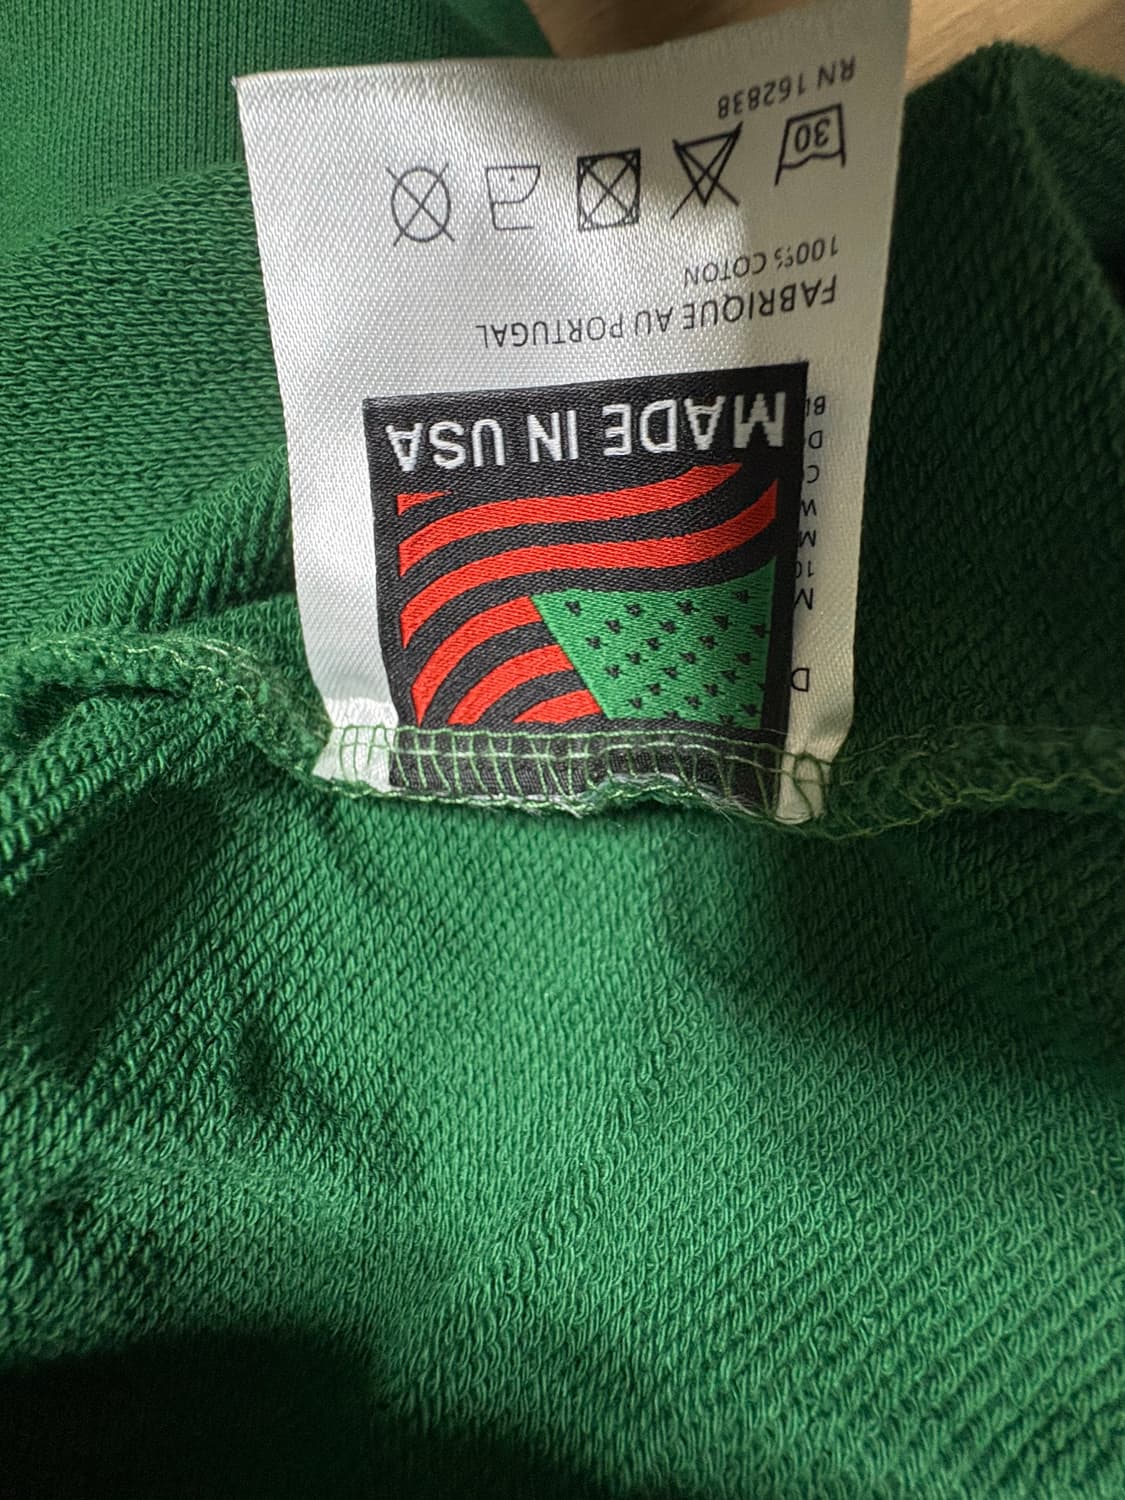 MADE IN USA
FABRIQUE AU PORTUGAL
100% COTON
30
RN 162838